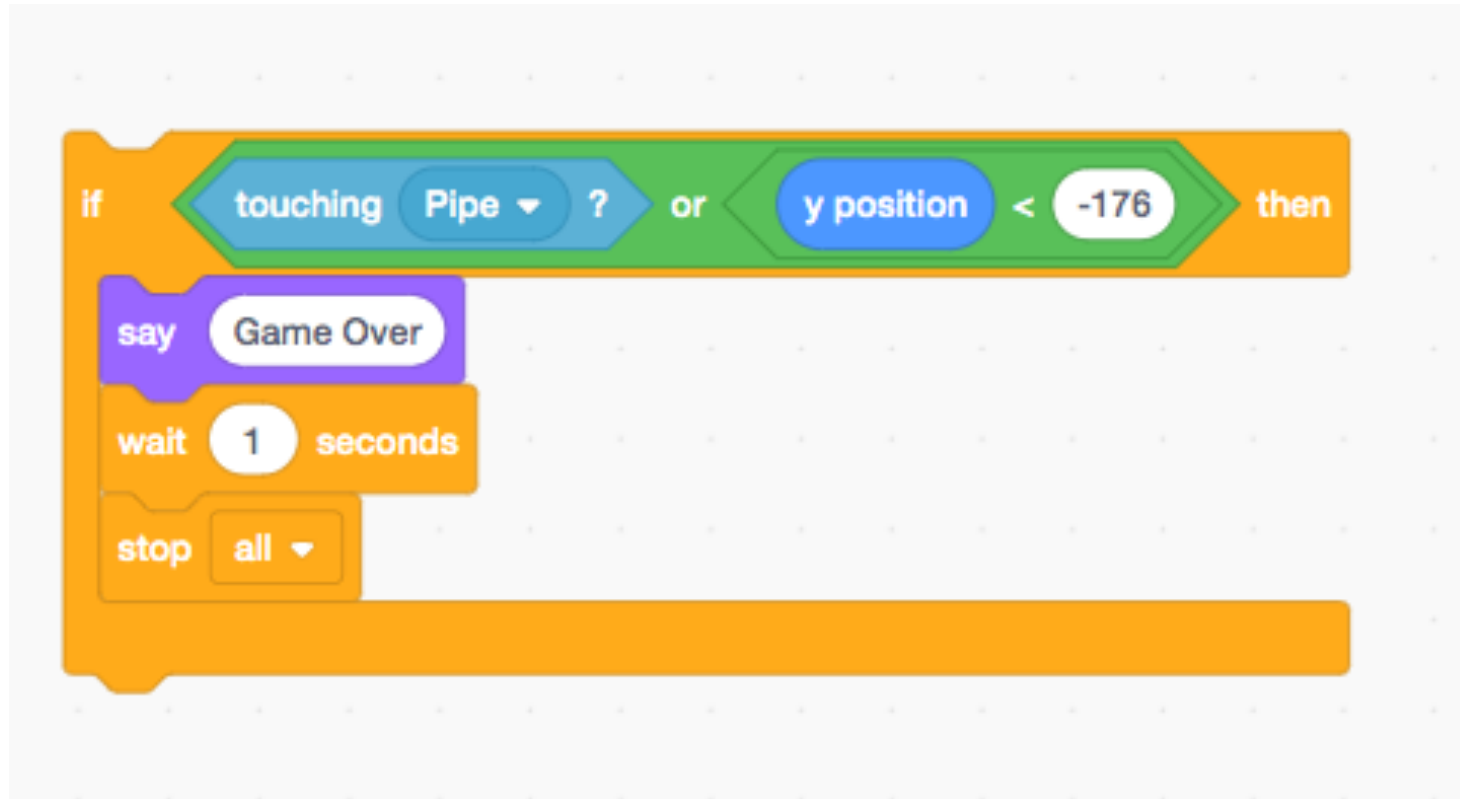 if touching Pipe ? or y position < -176 then
say Game Over
wait 1 seconds
stop all